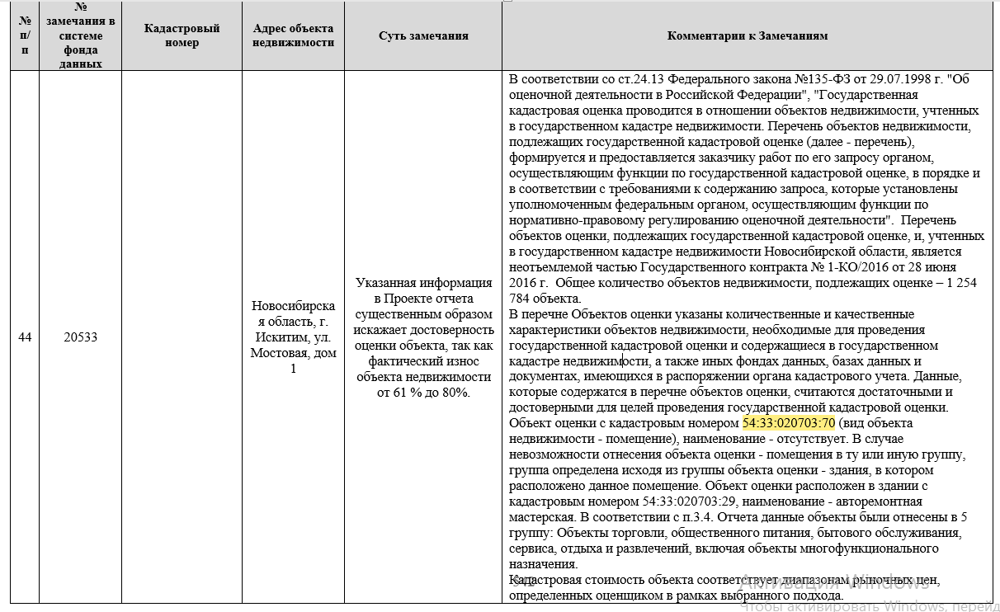 № п/п
№ замечания в системе фонда данных
Кадастровый номер
Адрес объекта недвижимости
Суть замечания
Комментарии к Замечаниям
44
20533
Новосибирска
я область, г.
Искитим, ул.
Мостовая, дом
1
Указанная информация
в Проекте отчета
существенным образом
искажает достоверность
оценки объекта, так как
фактический износ
объекта недвижимости
от 61 % до 80%.
В соответствии со ст.24.13 Федерального закона №135-ФЗ от 29.07.1998 г. "Об
оценочной деятельности в Российской Федерации", "Государственная
кадастровая оценка проводится в отношении объектов недвижимости, учтенных
в государственном кадастре недвижимости. Перечень объектов недвижимости,
подлежащих государственной кадастровой оценке (далее - перечень),
формируется и предоставляется заказчику работ по его запросу органом,
осуществляющим функции по государственной кадастровой оценке, в порядке и
в соответствии с требованиями к содержанию запроса, которые установлены
уполномоченным федеральным органом, осуществляющим функции по
нормативно-правовому регулированию оценочной деятельности". Перечень
объектов оценки, подлежащих государственной кадастровой оценке, и, учтенных
в государственном кадастре недвижимости Новосибирской области, является
неотъемлемой частью Государственного контракта № 1-КО/2016 от 28 июня
2016 г. Общее количество объектов недвижимости, подлежащих оценке – 1 254
784 объекта.
В перечне Объектов оценки указаны количественные и качественные
характеристики объектов недвижимости, необходимые для проведения
государственной кадастровой оценки и содержащиеся в государственном
кадастре недвижимости, а также иных фондах данных, базах данных и
документах, имеющихся в распоряжении органа кадастрового учета. Данные,
которые содержатся в перечне объектов оценки, считаются достаточными и
достоверными для целей проведения государственной кадастровой оценки.
Объект оценки с кадастровым номером 54:33:020703:70 (вид объекта
недвижимости - помещение), наименование - отсутствует. В случае
невозможности отнесения объекта оценки - помещения в ту или иную группу,
группа определена исходя из группы объекта оценки - здания, в котором
расположено данное помещение. Объект оценки расположен в здании с
кадастровым номером 54:33:020703:29, наименование - авторемонтная
мастерская. В соответствии с п.3.4. Отчета данные объекты были отнесены в 5
группу: Объекты торговли, общественного питания, бытового обслуживания,
сервиса, отдыха и развлечений, включая объекты многофункционального
назначения.
Кадастровая стоимость объекта соответствует диапазонам рыночных цен,
определенных оценщиком в рамках выбранного подхода.
Активация Windows
Чтобы активировать Windows, перейд